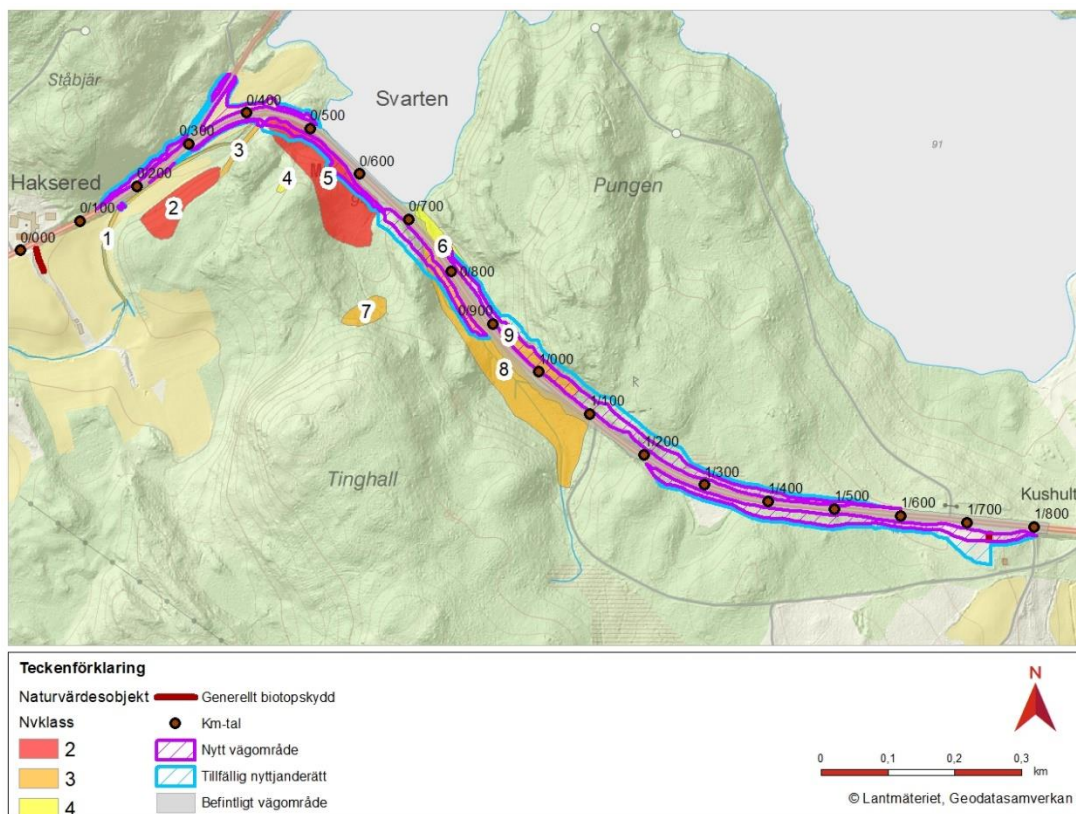 Ståbjär
Svarten
Haksered
Pungen
91
0/000
0/100
0/200
0/300
0/400
0/500
0/600
0/700
0/800
0/900
1/000
1/100
1/200
1/300
1/400
1/500
1/600
1/700
1/800
1
2
3
4
5
6
7
8
9
R
Tinghall
Kushult
Teckenförklaring
Naturvärdesobjekt
Nvklass
2
3
4
Generellt biotopskydd
Km-tal
Nytt vägområde
Tillfällig nyttjanderätt
Befintligt vägområde
N
0 0,1 0,2 0,3
km
© Lantmäteriet, Geodatasamverkan